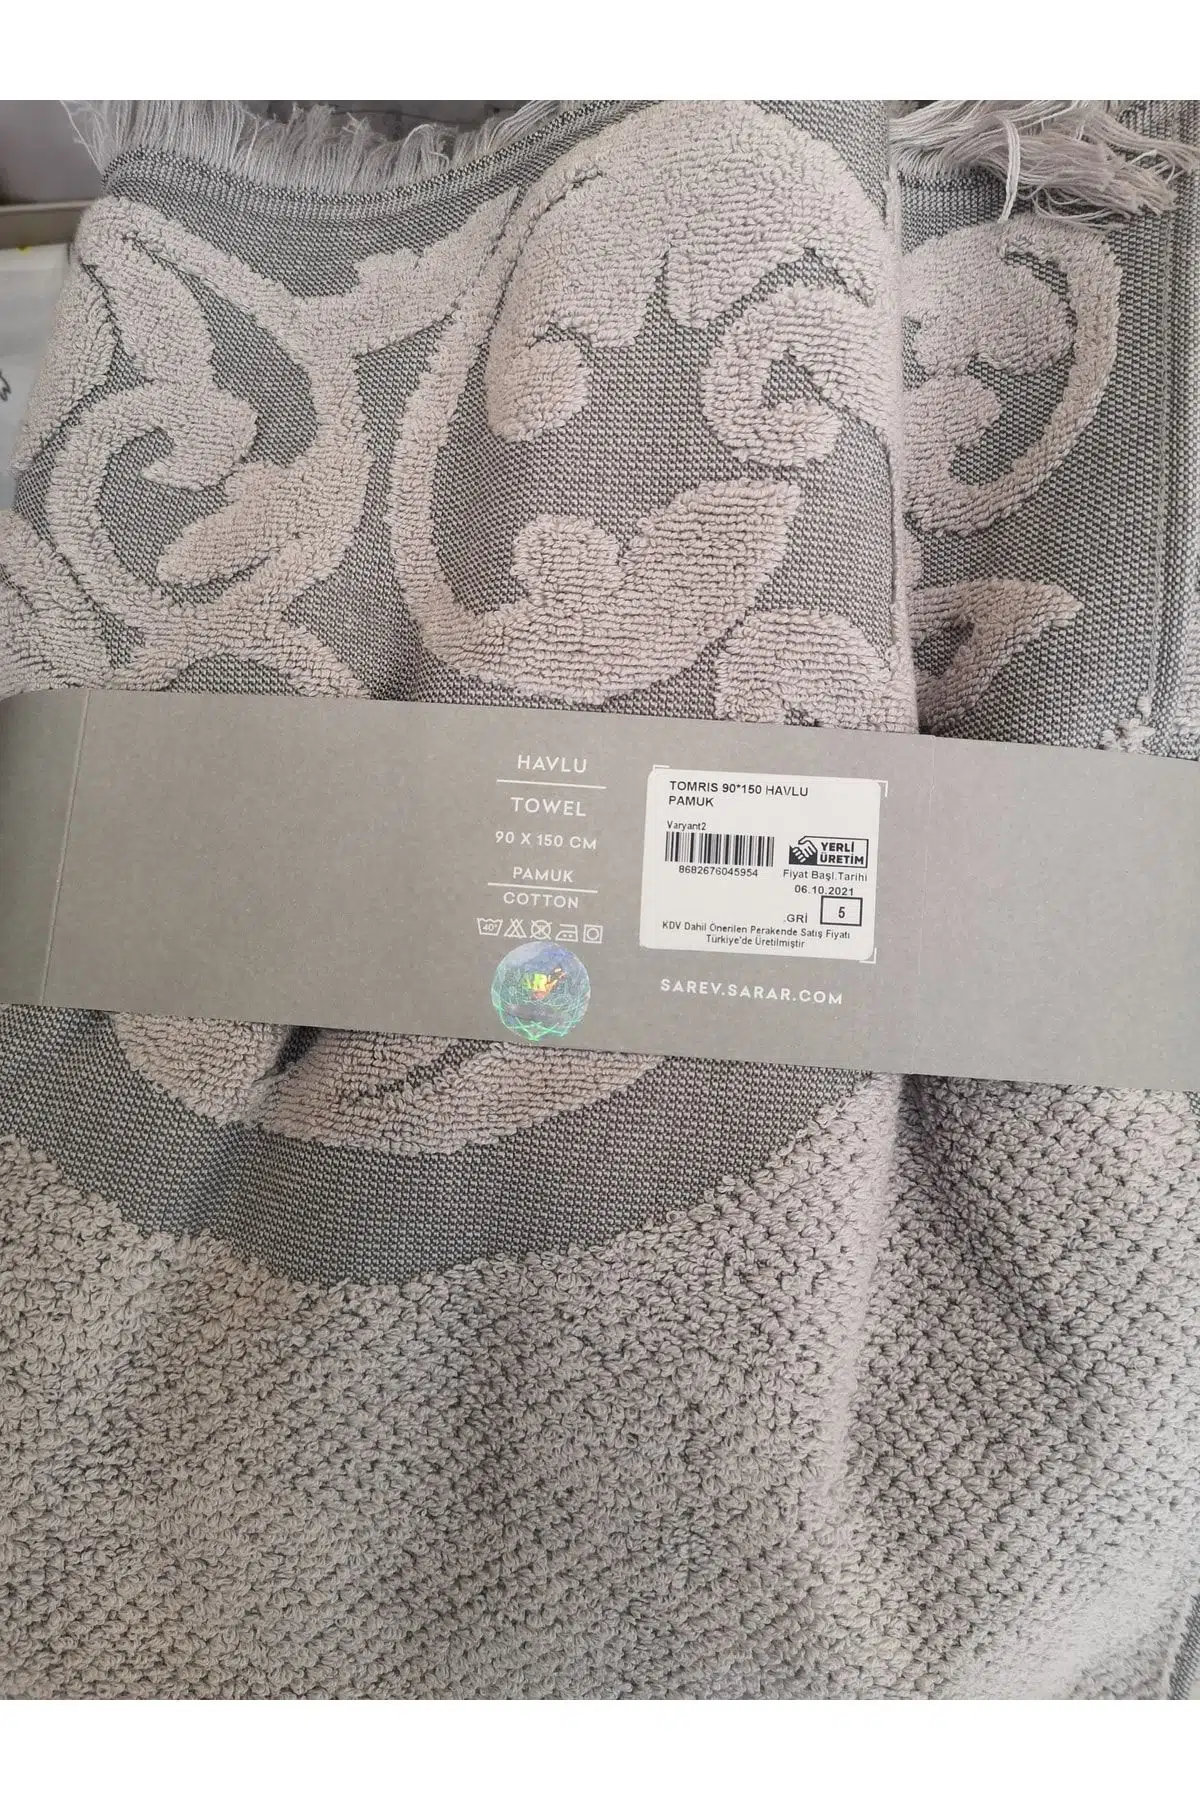 HAVLU
TOWEL
90 X 150 CM
PAMUK
COTTON
40°
TOMRIS 90*150 HAVLU
PAMUK
Varyant2
8682676045954
YERLİ
ÜRETİM
Fiyat Başl.Tarihi
06.10.2021
.GRİ 5
KDV Dahil Önerilen Perakende Satış Fiyatı
Türkiye'de Üretilmiştir
SAREV.SARAR.COM